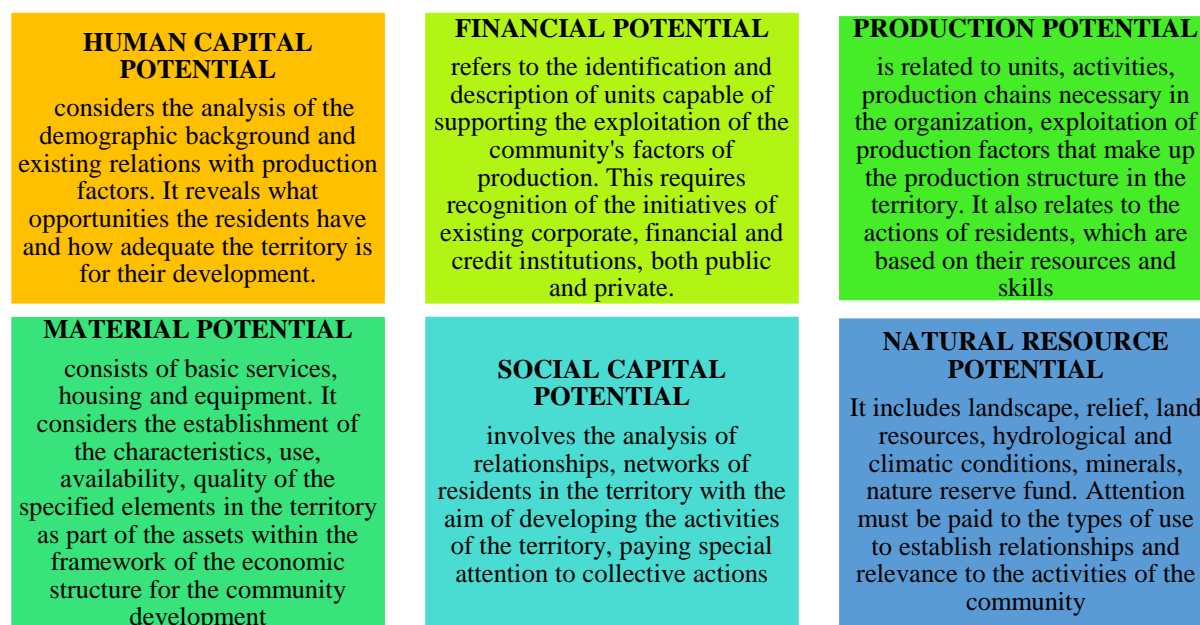 HUMAN CAPITAL
POTENTIAL
considers the analysis of the
demographic background and
existing relations with production
factors. It reveals what
opportunities the residents have
and how adequate the territory is
for their development.
FINANCIAL POTENTIAL
refers to the identification and
description of units capable of
supporting the exploitation of the
community's factors of
production. This requires
recognition of the initiatives of
existing corporate, financial and
credit institutions, both public
and private.
PRODUCTION POTENTIAL
is related to units, activities,
production chains necessary in
the organization, exploitation of
production factors that make up
the production structure in the
territory. It also relates to the
actions of residents, which are
based on their resources and
skills
MATERIAL POTENTIAL
consists of basic services,
housing and equipment. It
considers the establishment of
the characteristics, use,
availability, quality of the
specified elements in the territory
as part of the assets within the
framework of the economic
structure for the community
development
SOCIAL CAPITAL
POTENTIAL
involves the analysis of
relationships, networks of
residents in the territory with the
aim of developing the activities
of the territory, paying special
attention to collective actions
NATURAL RESOURCE
POTENTIAL
It includes landscape, relief, land
resources, hydrological and
climatic conditions, minerals,
nature reserve fund. Attention
must be paid to the types of use
to establish relationships and
relevance to the activities of the
community